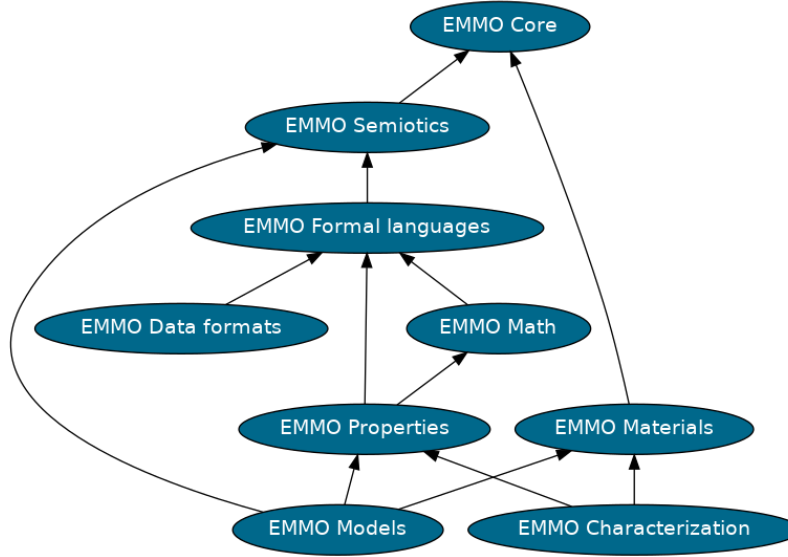 EMMO Core
EMMO Semiotics
EMMO Formal languages
EMMO Data formats
EMMO Math
EMMO Properties
EMMO Materials
EMMO Models
EMMO Characterization